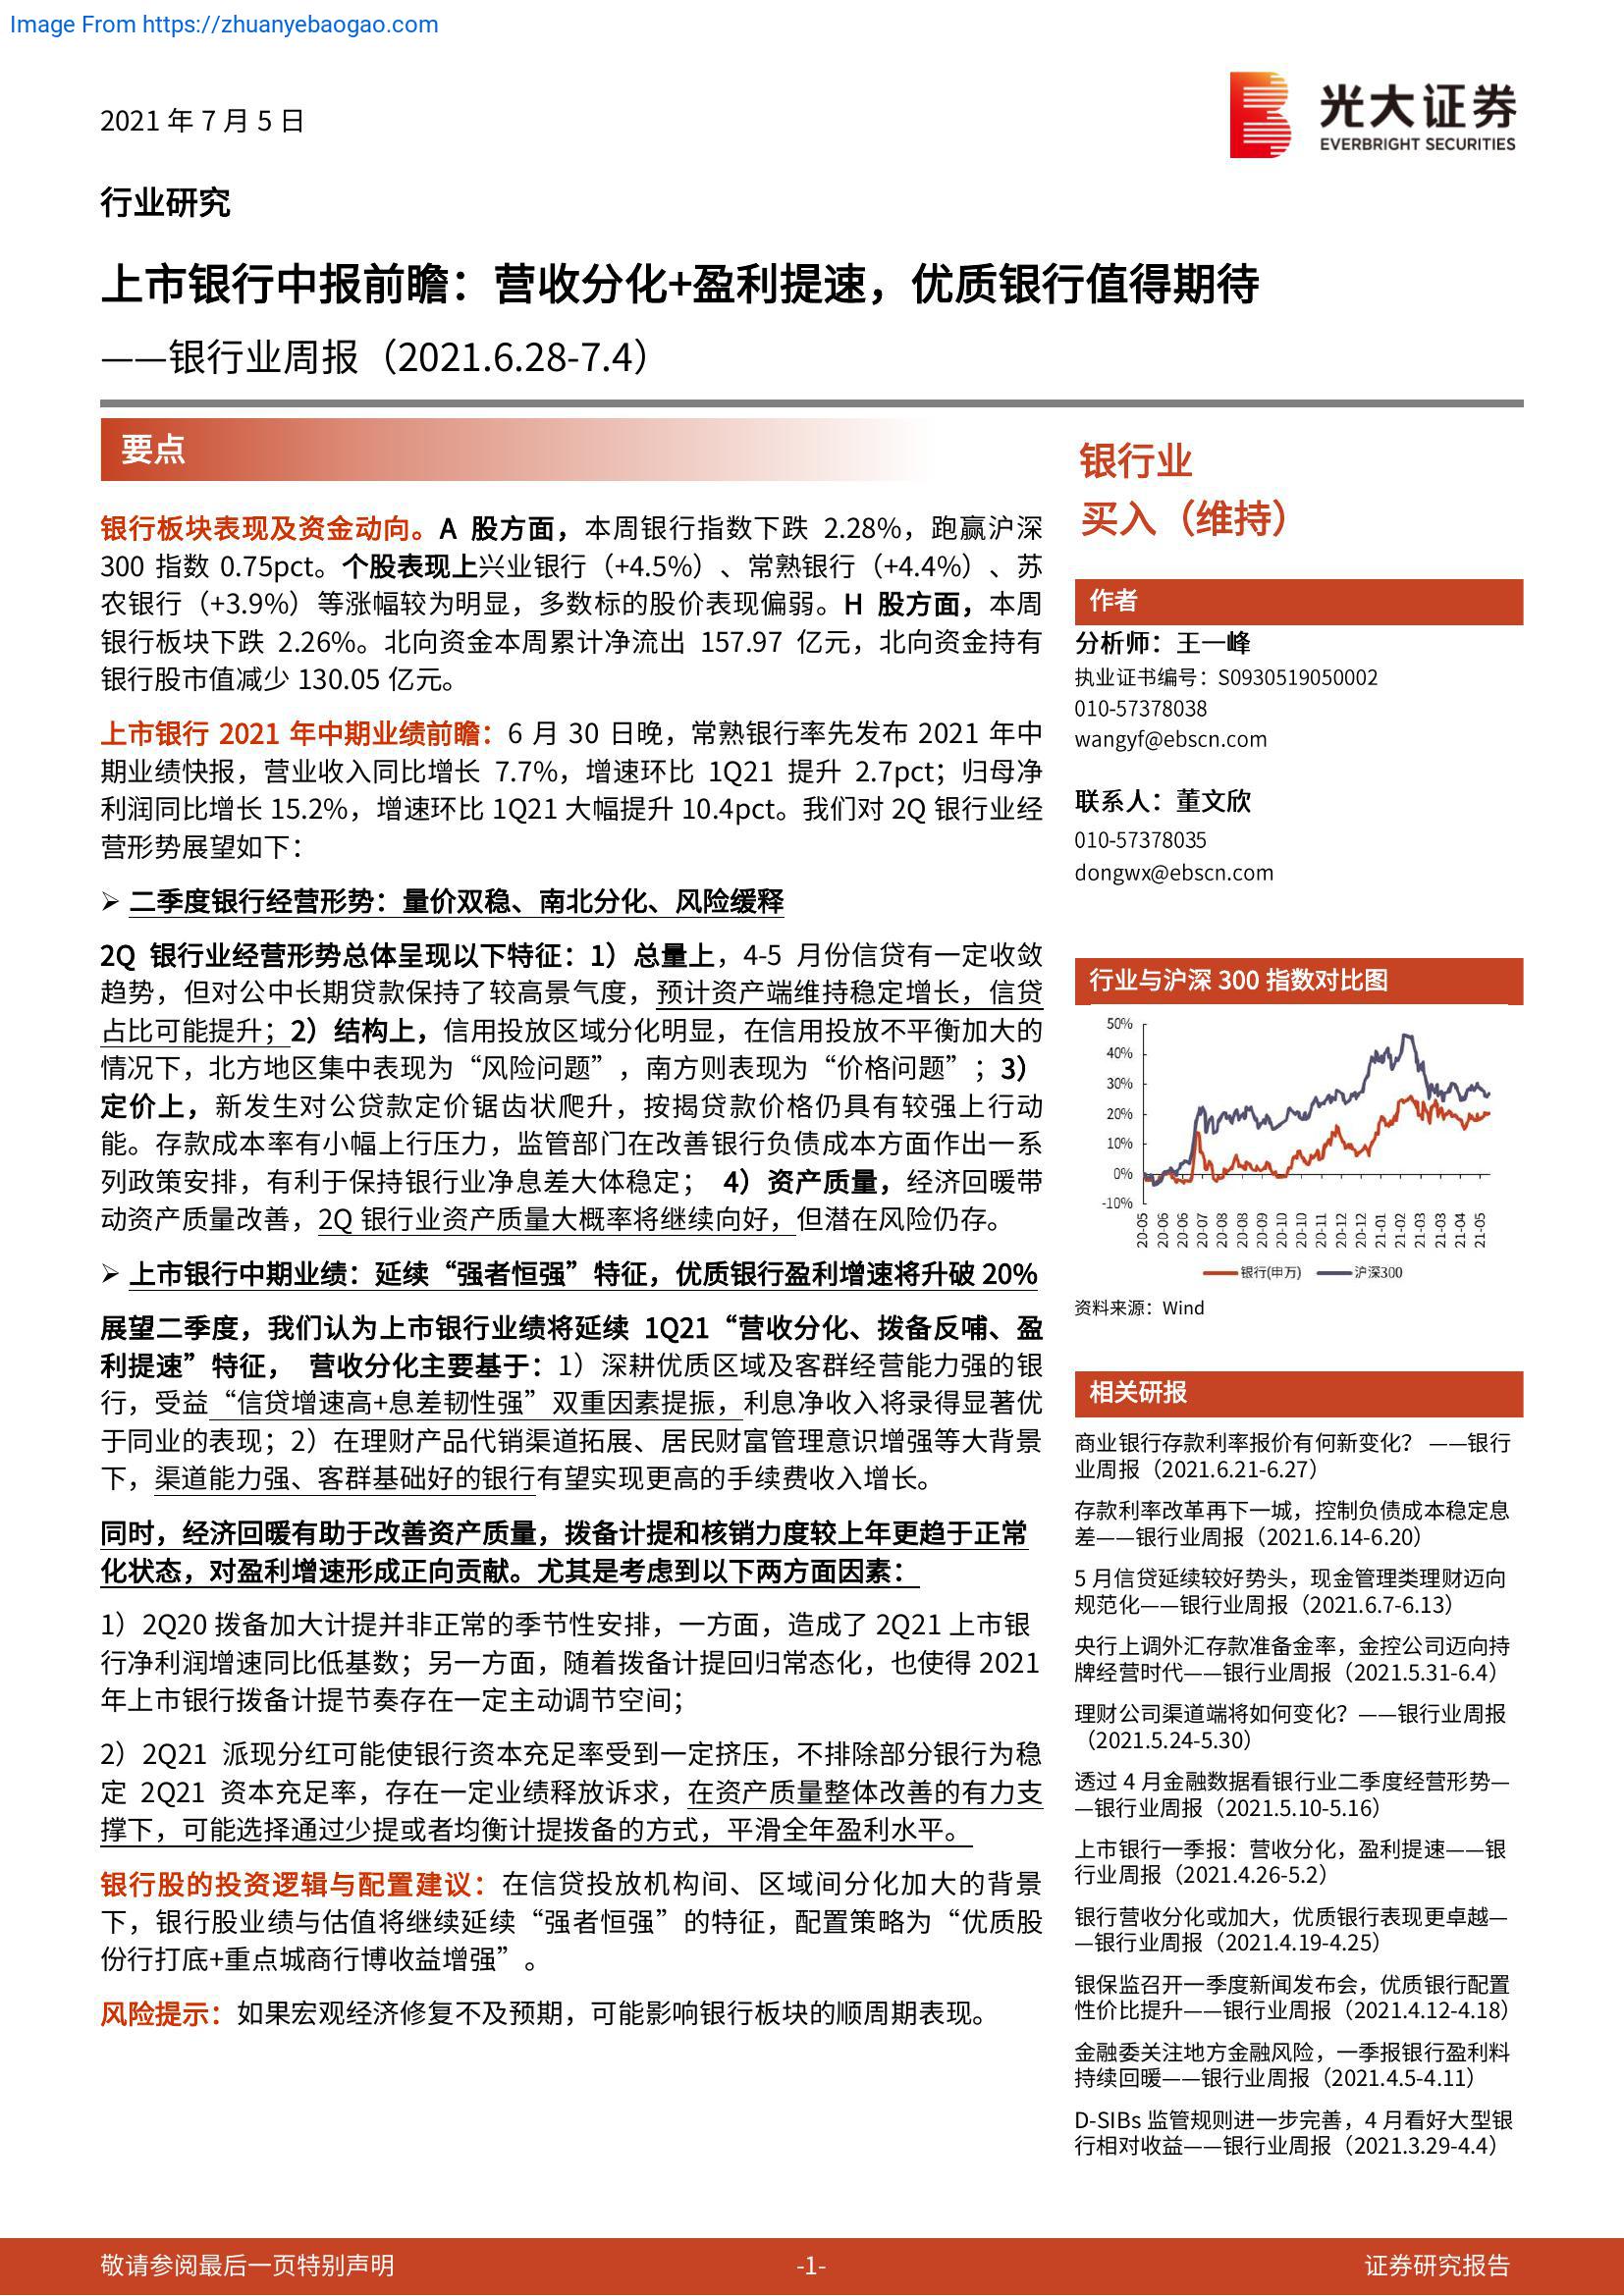 Image From https://zhuanyebaogao.com
2021 年 7 月 5 日
光大证券
EVERBRIGHT SECURITIES
行业研究
上市银行中报前瞻：营收分化+盈利提速，优质银行值得期待
——银行业周报（2021.6.28-7.4）
要点
银行板块表现及资金动向。A 股方面，本周银行指数下跌 2.28%，跑赢沪深
300 指数 0.75pct。个股表现上兴业银行（+4.5%）、常熟银行（+4.4%）、苏
农银行（+3.9%）等涨幅较为明显，多数标的股价表现偏弱。H 股方面，本周
银行板块下跌 2.26%。北向资金本周累计净流出 157.97 亿元，北向资金持有
银行股市值减少 130.05 亿元。
上市银行 2021 年中期业绩前瞻：6 月 30 日晚，常熟银行率先发布 2021 年中
期业绩快报，营业收入同比增长 7.7%，增速环比 1Q21 提升 2.7pct；归母净
利润同比增长 15.2%，增速环比 1Q21 大幅提升 10.4pct。我们对 2Q 银行业经
营形势展望如下：
➢ 二季度银行经营形势：量价双稳、南北分化、风险缓释
2Q 银行业经营形势总体呈现以下特征：1）总量上，4-5 月份信贷有一定收敛
趋势，但对公中长期贷款保持了较高景气度，预计资产端维持稳定增长，信贷
占比可能提升；2）结构上，信用投放区域分化明显，在信用投放不平衡加大的
情况下，北方地区集中表现为“风险问题”，南方则表现为“价格问题”；3）
定价上，新发生对公贷款定价锯齿状爬升，按揭贷款价格仍具有较强上行动
能。存款成本率有小幅上行压力，监管部门在改善银行负债成本方面作出一系
列政策安排，有利于保持银行业净息差大体稳定； 4）资产质量，经济回暖带
动资产质量改善，2Q 银行业资产质量大概率将继续向好，但潜在风险仍存。
➢ 上市银行中期业绩：延续“强者恒强”特征，优质银行盈利增速将升破 20%
展望二季度，我们认为上市银行业绩将延续 1Q21“营收分化、拨备反哺、盈
利提速”特征， 营收分化主要基于：1）深耕优质区域及客群经营能力强的银
行，受益“信贷增速高+息差韧性强”双重因素提振，利息净收入将录得显著优
于同业的表现；2）在理财产品代销渠道拓展、居民财富管理意识增强等大背景
下，渠道能力强、客群基础好的银行有望实现更高的手续费收入增长。
同时，经济回暖有助于改善资产质量，拨备计提和核销力度较上年更趋于正常
化状态，对盈利增速形成正向贡献。尤其是考虑到以下两方面因素：
1）2Q20 拨备加大计提并非正常的季节性安排，一方面，造成了 2Q21 上市银
行净利润增速同比低基数；另一方面，随着拨备计提回归常态化，也使得 2021
年上市银行拨备计提节奏存在一定主动调节空间；
2）2Q21 派现分红可能使银行资本充足率受到一定挤压，不排除部分银行为稳
定 2Q21 资本充足率，存在一定业绩释放诉求，在资产质量整体改善的有力支
撑下，可能选择通过少提或者均衡计提拨备的方式，平滑全年盈利水平。
银行股的投资逻辑与配置建议：在信贷投放机构间、区域间分化加大的背景
下，银行股业绩与估值将继续延续“强者恒强”的特征，配置策略为“优质股
份行打底+重点城商行博收益增强”。
风险提示：如果宏观经济修复不及预期，可能影响银行板块的顺周期表现。
银行业
买入（维持）
作者
分析师：王一峰
执业证书编号：S0930519050002
010-57378038
wangyf@ebscn.com
联系人：董文欣
010-57378035
dongwx@ebscn.com
行业与沪深 300 指数对比图
50%
40%
30%
20%
10%
0%
-10%
20-05 20-06 20-06 20-07 20-08 20-08 20-09 20-10 20-10 20-11 20-12 20-12 21-01 21-02 21-03 21-03 21-04 21-05
银行(申万) 沪深300
资料来源：Wind
相关研报
商业银行存款利率报价有何新变化？ ——银行
业周报（2021.6.21-6.27）
存款利率改革再下一城，控制负债成本稳定息
差——银行业周报（2021.6.14-6.20）
5 月信贷延续较好势头，现金管理类理财迈向
规范化——银行业周报（2021.6.7-6.13）
央行上调外汇存款准备金率，金控公司迈向持
牌经营时代——银行业周报（2021.5.31-6.4）
理财公司渠道端将如何变化？——银行业周报
（2021.5.24-5.30）
透过 4 月金融数据看银行业二季度经营形势—
—银行业周报（2021.5.10-5.16）
上市银行一季报：营收分化，盈利提速——银
行业周报（2021.4.26-5.2）
银行营收分化或加大，优质银行表现更卓越—
—银行业周报（2021.4.19-4.25）
银保监召开一季度新闻发布会，优质银行配置
性价比提升——银行业周报（2021.4.12-4.18）
金融委关注地方金融风险，一季报银行盈利料
持续回暖——银行业周报（2021.4.5-4.11）
D-SIBs 监管规则进一步完善，4 月看好大型银
行相对收益——银行业周报（2021.3.29-4.4）
敬请参阅最后一页特别声明
-1-
证券研究报告